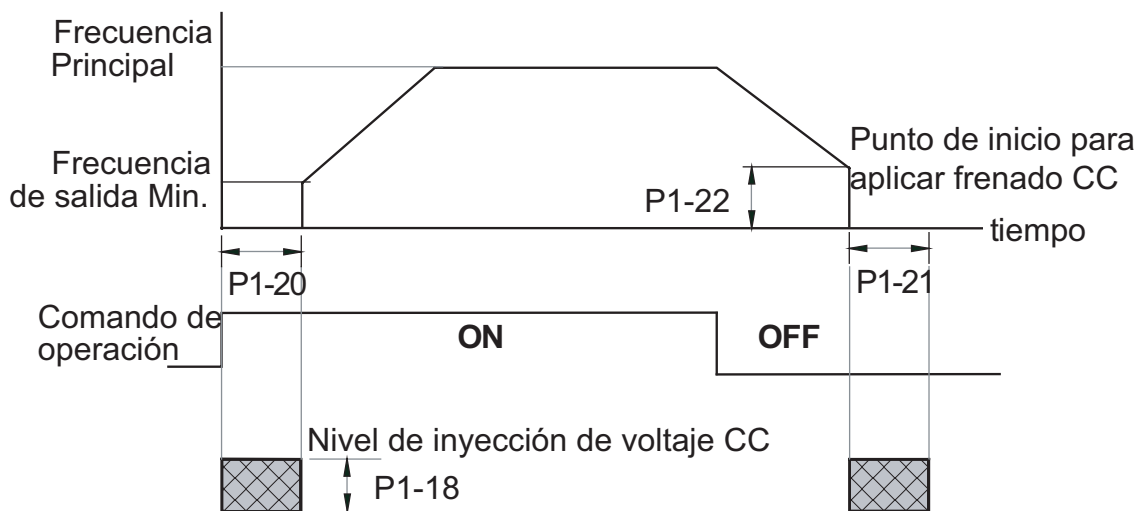 Frecuencia
Principal
Frecuencia
de salida Min.
Punto de inicio para
aplicar frenado CC
P1-22
tiempo
P1-20
P1-21
Comando de
operación
ON
OFF
Nivel de inyección de voltaje CC
P1-18